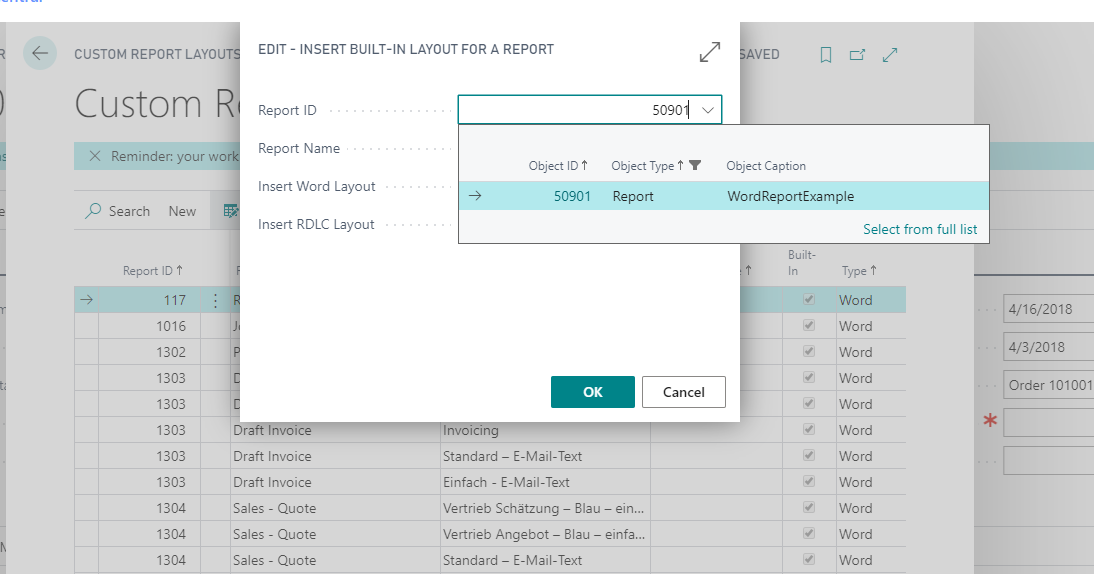 entral
CUSTOM REPORT LAYOUTS
SAVED
Custom Re
Reminder: your work
Search New
EDIT - INSERT BUILT-IN LAYOUT FOR A REPORT
Report ID 50901
Report Name
Insert Word Layout
Insert RDLC Layout
Object ID ↑ Object Type ↑ Object Caption
→ 50901 Report WordReportExample
Select from full list
OK Cancel
Report ID ↑ Built-In Type ↑
→ 117 R Word
1016 Word
1302 P Word
1303 D Word
1303 D Word
1303 Draft Invoice Invoicing Word
1303 Draft Invoice Standard – E-Mail-Text Word
1303 Draft Invoice Einfach - E-Mail-Text Word
1304 Sales - Quote Vertrieb Schätzung – Blau – ein... Word
1304 Sales - Quote Vertrieb Angebot – Blau – einfa... Word
1304 Sales - Quote Standard – E-Mail-Text Word
4/16/2018
4/3/2018
Order 101001